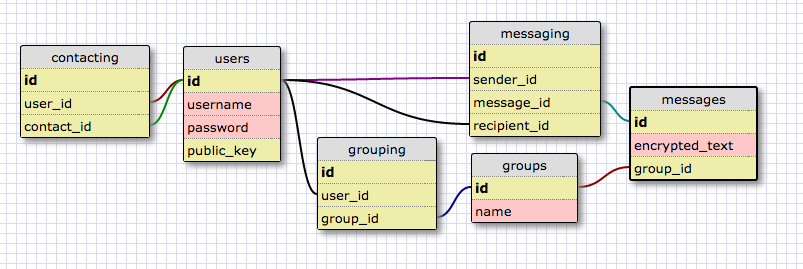 contacting
id
user_id
contact_id
users
id
username
password
public_key
grouping
id
user_id
group_id
messaging
id
sender_id
message_id
recipient_id
groups
id
name
messages
id
encrypted_text
group_id